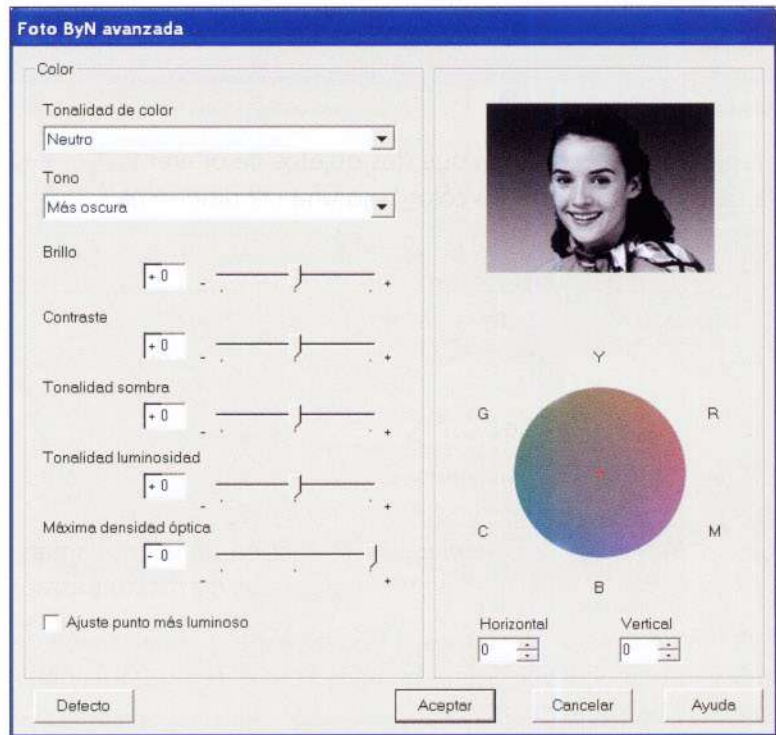 Foto ByN avanzada
Color
Tonalidad de color
Neutro
Tono
Más oscura
Brillo
+ 0
- +
Contraste
+ 0
- +
Tonalidad sombra
+ 0
- +
Tonalidad luminosidad
+ 0
- +
Máxima densidad óptica
- 0
- +
Ajuste punto más luminoso
Y
G R
C M
B
Horizontal Vertical
0 0
Defecto Aceptar Cancelar Ayuda